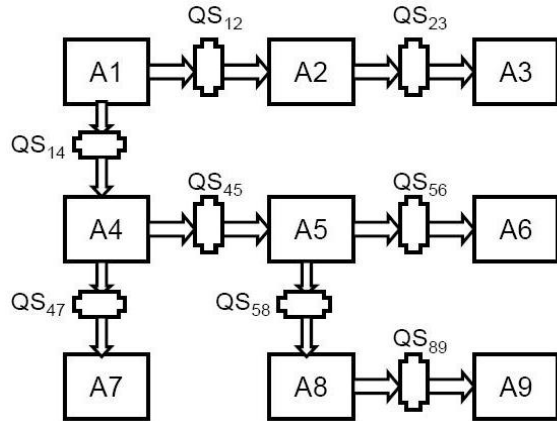 QS₁₂ QS₂₃
A1 A2 A3
QS₁₄
QS₄₅ QS₅₆
A4 A5 A6
QS₄₇ QS₅₈
QS₈₉
A7 A8 A9